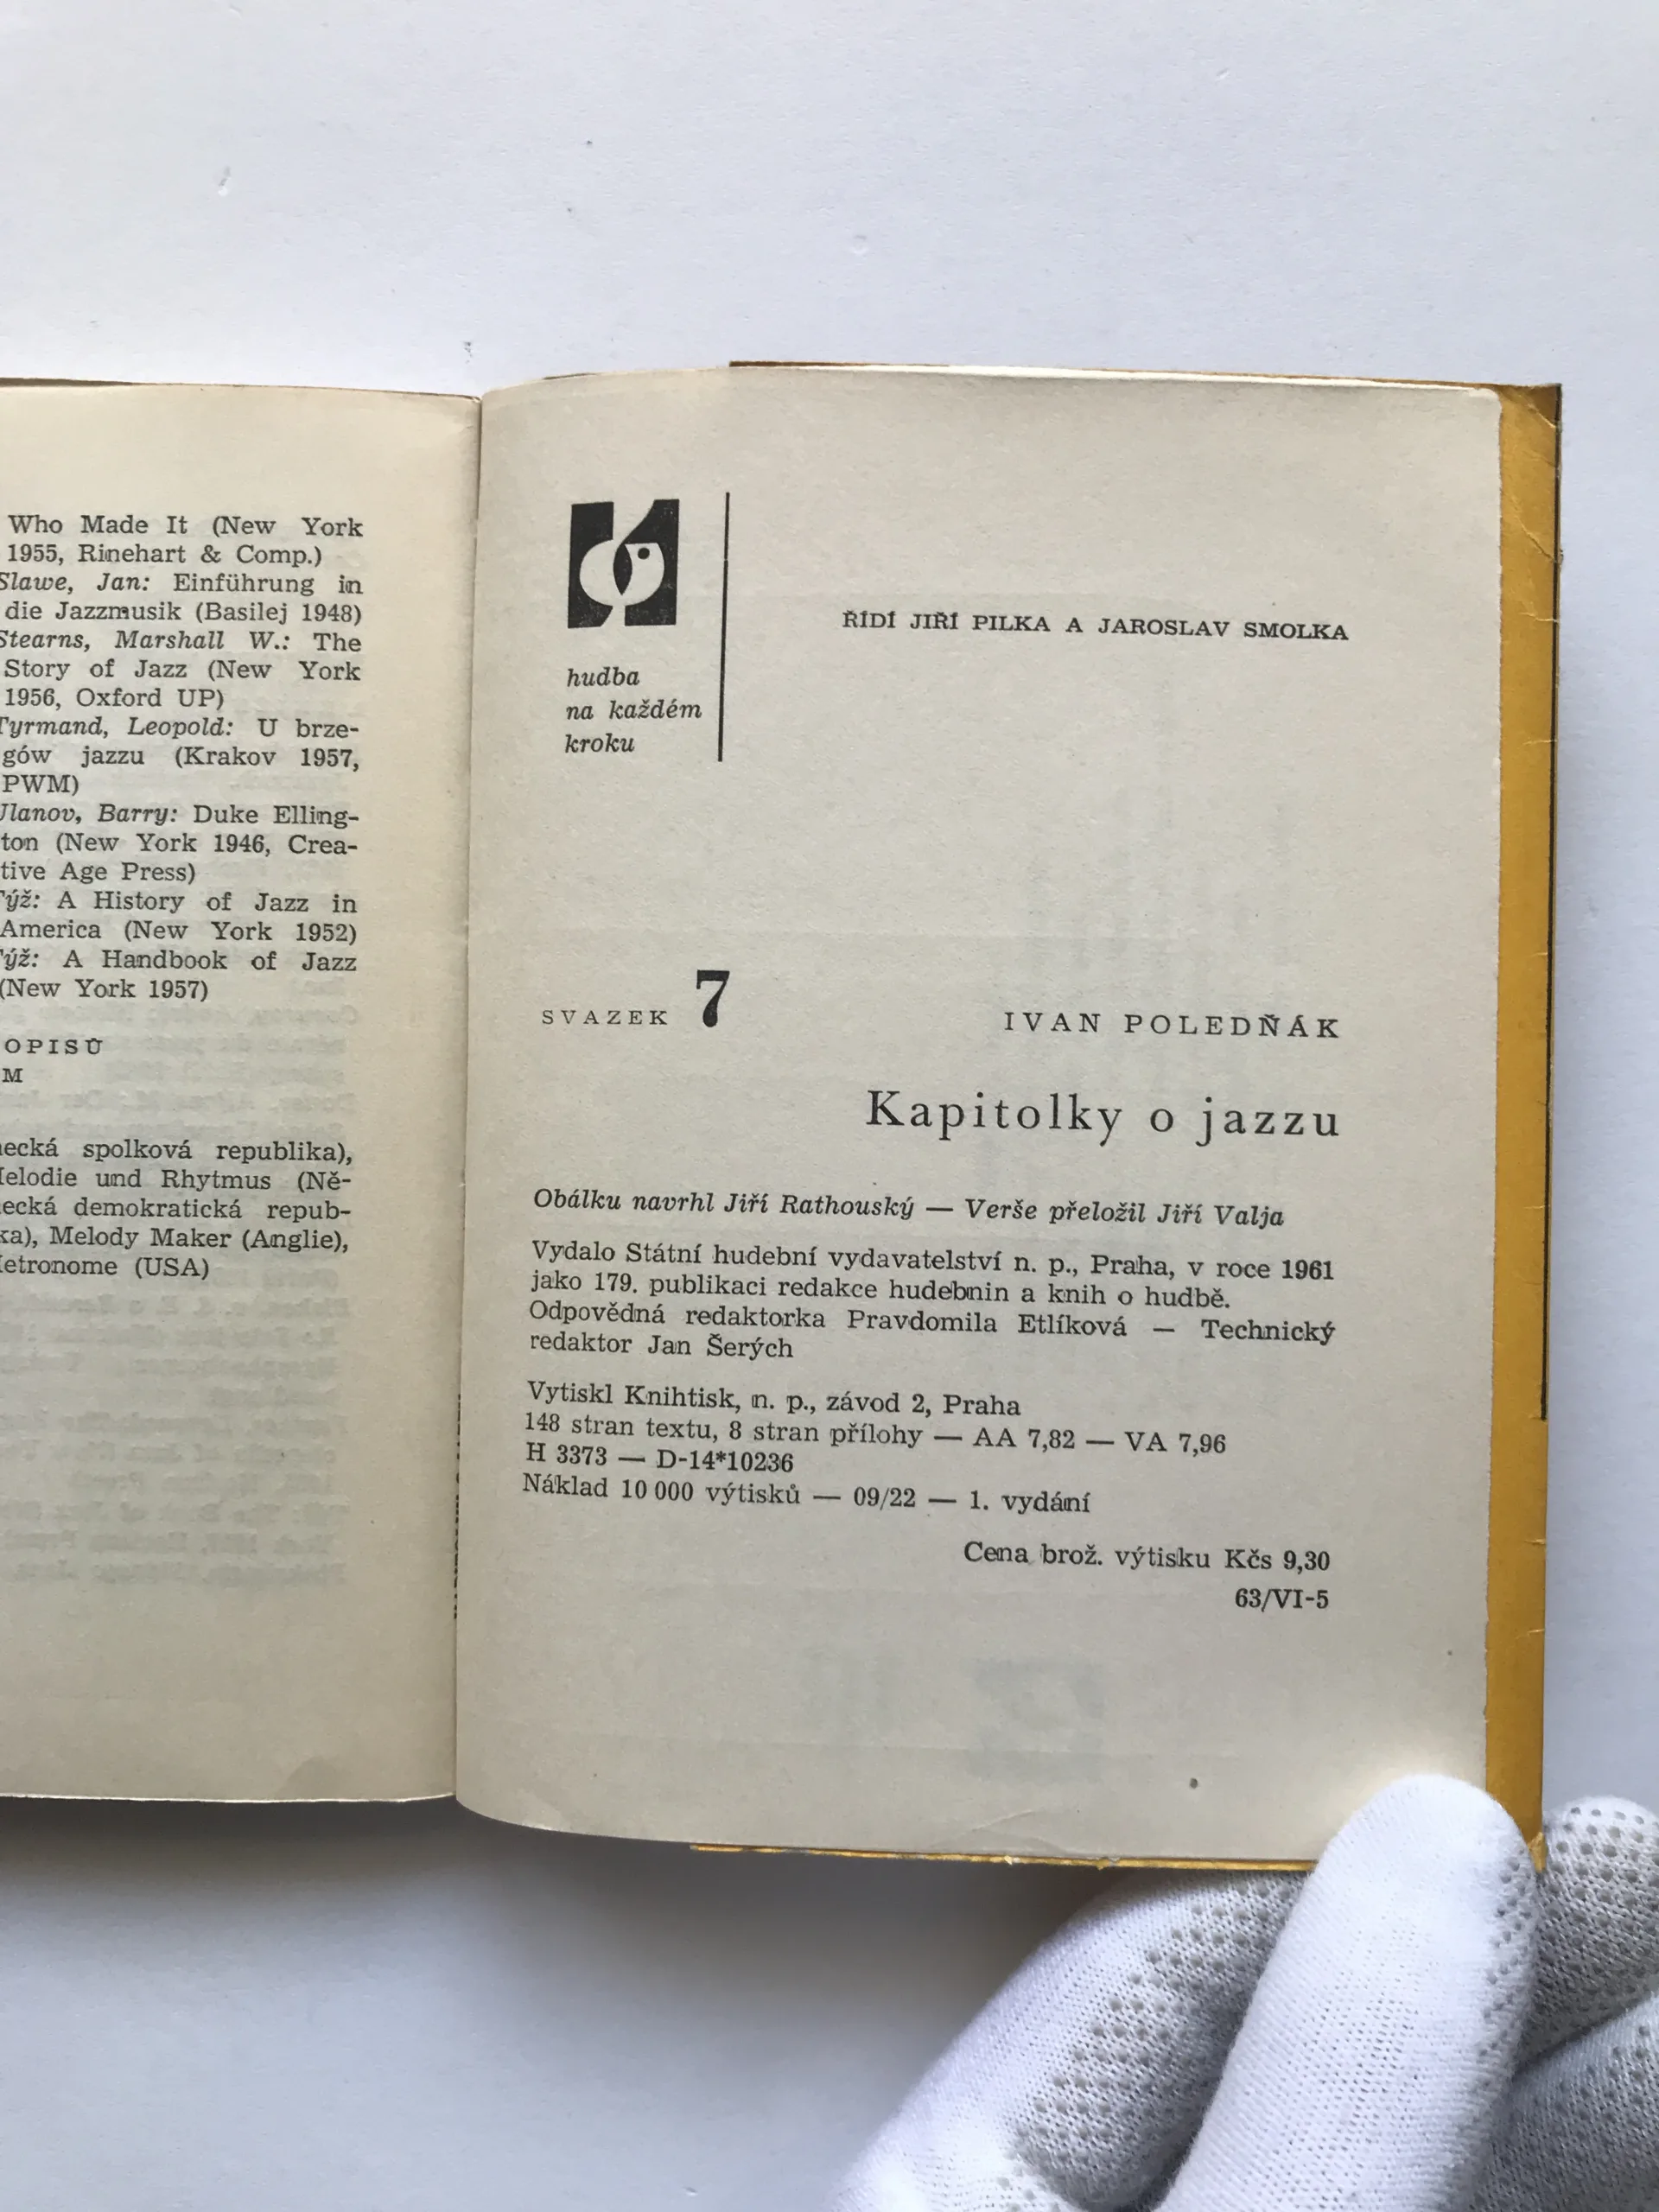 Who Made It (New York
1955, Rinehart & Comp.)
Slawe, Jan: Einführung in
die Jazzmusik (Basilej 1948)
Stearns, Marshall W.: The
Story of Jazz (New York
1956, Oxford UP)
Tyrmand, Leopold: U brze-
gów jazzu (Krakov 1957,
PWM)
Ulanov, Barry: Duke Elling-
ton (New York 1946, Crea-
tive Age Press)
Týž: A History of Jazz in
America (New York 1952)
Týž: A Handbook of Jazz
(New York 1957)
OPISŮ
M
ecká spolková republika),
Melodie und Rhytmus (Ně-
ecká demokratická repub-
ka), Melody Maker (Anglie),
Metronome (USA)
ŘÍDÍ JIŘÍ PILKA A JAROSLAV SMOLKA
hudba
na každém
kroku
SVAZEK 7
IVAN POLEDŇÁK
Kapitolky o jazzu
Obálku navrhl Jiří Rathouský — Verše přeložil Jiří Valja
Vydalo Státní hudební vydavatelství n. p., Praha, v roce 1961
jako 179. publikaci redakce hudebnin a knih o hudbě.
Odpovědná redaktorka Pravdomila Etlíková — Technický
redaktor Jan Šerých
Vytiskl Knihtisk, n. p., závod 2, Praha
148 stran textu, 8 stran přílohy — AA 7,82 — VA 7,96
H 3373 — D-14*10236
Náklad 10 000 výtisků — 09/22 — 1. vydání
Cena brož. výtisku Kčs 9,30
63/VI-5